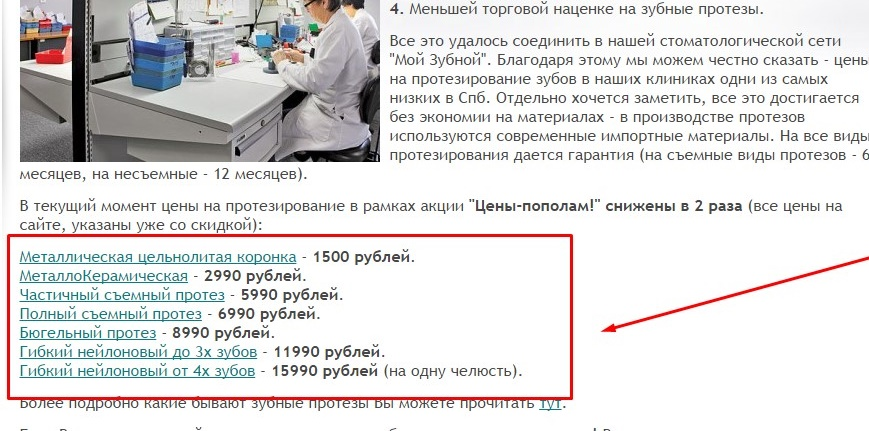 4. Меньшей торговой наценке на зубные протезы.
Все это удалось соединить в нашей стоматологической сети
"Мой Зубной". Благодаря этому мы можем честно сказать - цены
на протезирование зубов в наших клиниках одни из самых
низких в Спб. Отдельно хочется заметить, все это достигается
без экономии на материалах - в производстве протезов
используются современные импортные материалы. На все виды
протезирования дается гарантия (на съемные виды протезов - 6
месяцев, на несъемные - 12 месяцев).
В текущий момент цены на протезирование в рамках акции "Цены-пополам!" снижены в 2 раза (все цены на
сайте, указаны уже со скидкой):
Металлическая цельнолитая коронка - 1500 рублей.
МеталлоКерамическая - 2990 рублей.
Частичный съемный протез - 5990 рублей.
Полный съемный протез - 6990 рублей.
Бюгельный протез - 8990 рублей.
Гибкий нейлоновый до 3х зубов - 11990 рублей.
Гибкий нейлоновый от 4х зубов - 15990 рублей (на одну челюсть).
Более подробно какие бывают зубные протезы Вы можете прочитать тут.